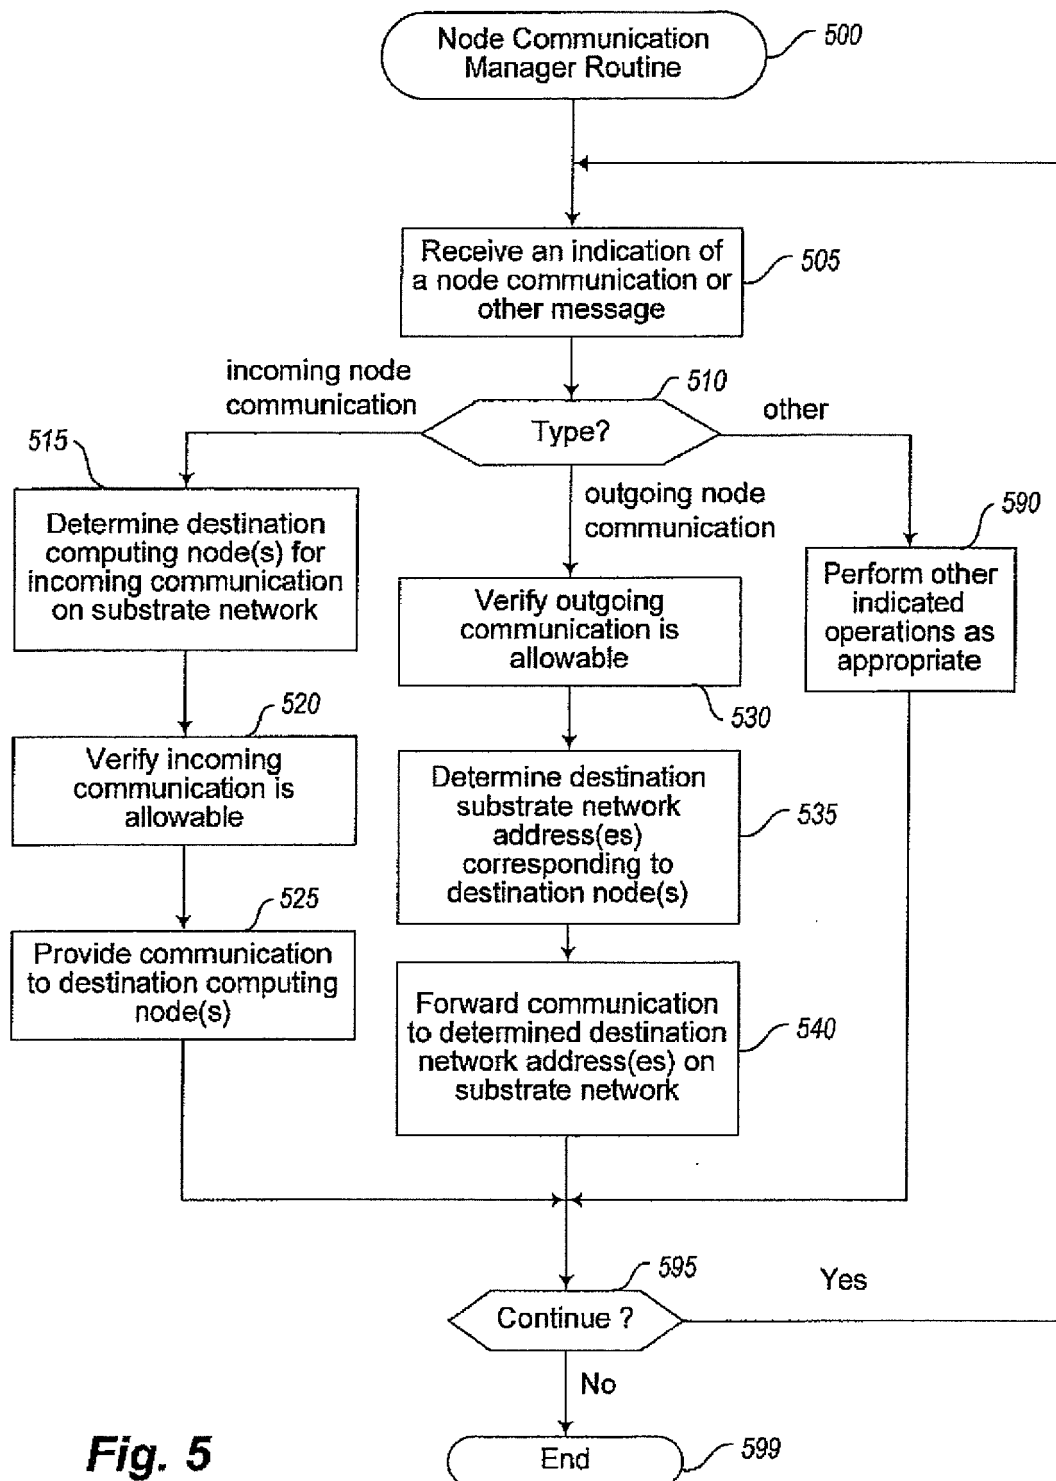 Node Communication
Manager Routine
500
Receive an indication of
a node communication or
other message
505
incoming node
communication
510
Type?
other
515
Determine destination
computing node(s) for
incoming communication
on substrate network
outgoing node
communication
590
Perform other
indicated
operations as
appropriate
Verify outgoing
communication is
allowable
530
520
Verify incoming
communication is
allowable
Determine destination
substrate network
address(es)
corresponding to
destination node(s)
535
525
Provide communication
to destination computing
node(s)
Forward communication
to determined destination
network address(es) on
substrate network
540
595
Continue ?
Yes
No
End
599
Fig. 5